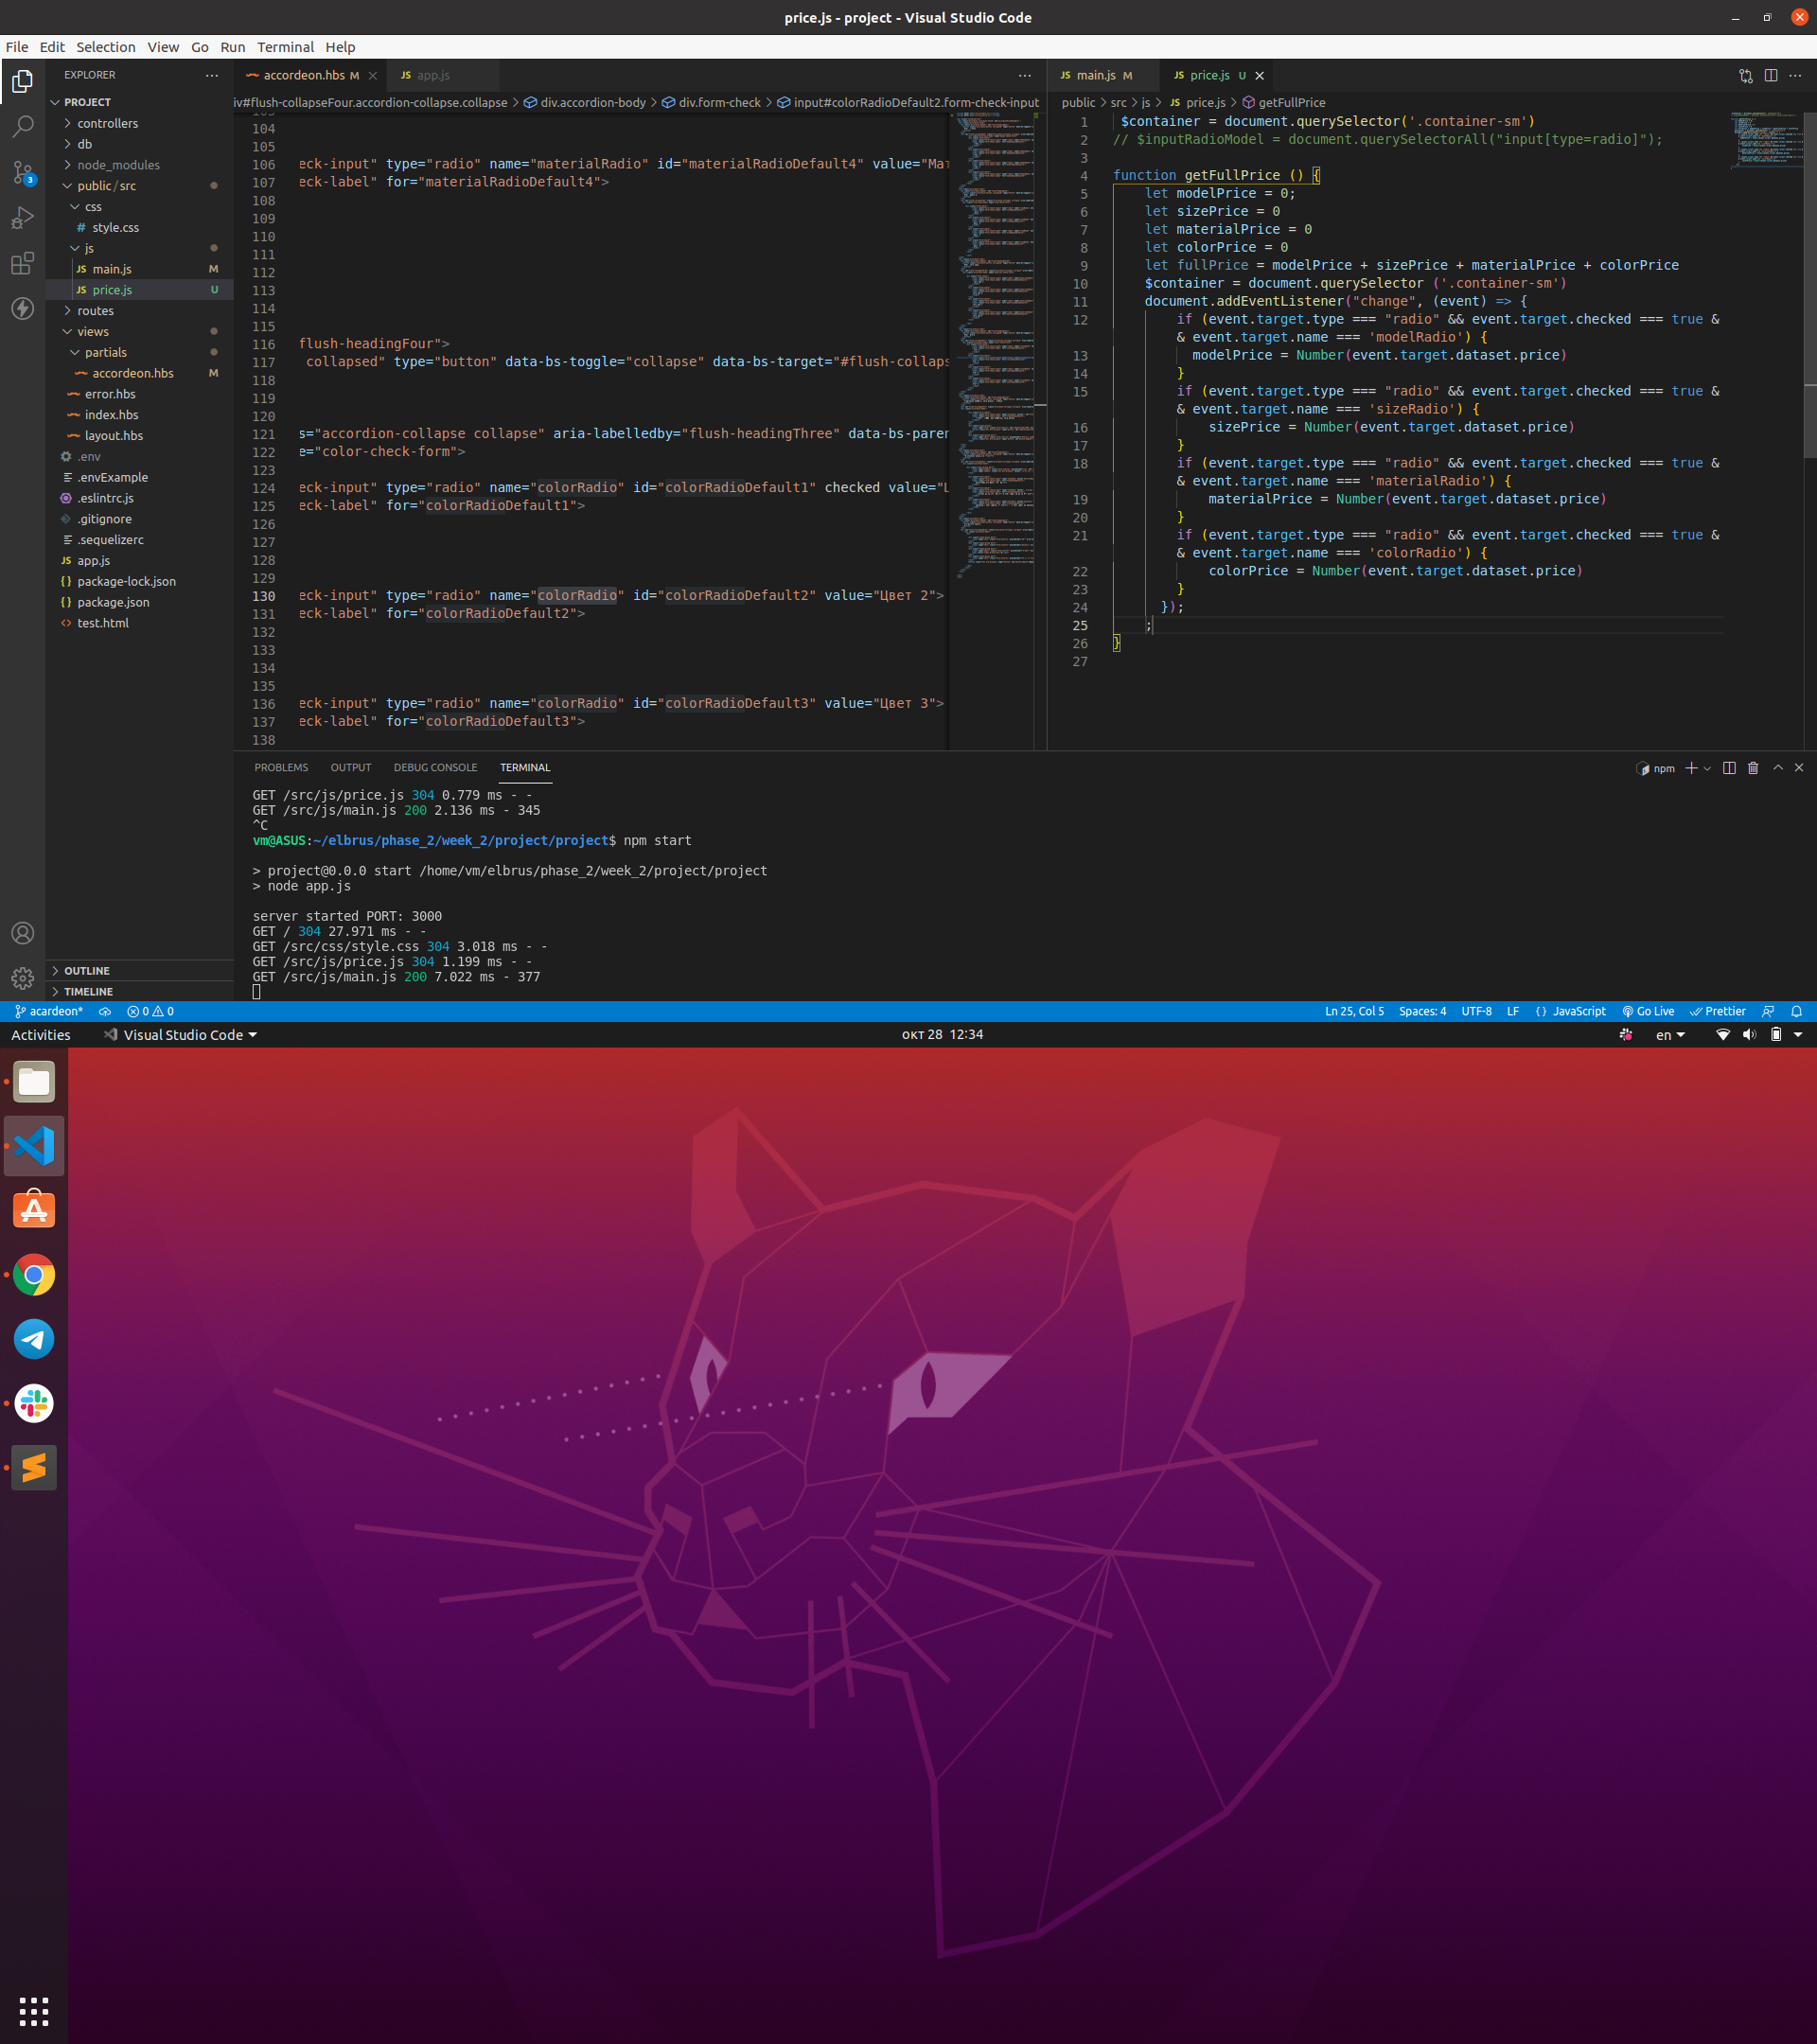 price.js - project - Visual Studio Code
File Edit Selection View Go Run Terminal Help
EXPLORER
PROJECT
controllers
db
node_modules
public / src
css
# style.css
js
JS main.js M
JS price.js U
routes
views
partials
accordeon.hbs M
error.hbs
index.hbs
layout.hbs
.env
.envExample
.eslintrc.js
.gitignore
.sequelizerc
JS app.js
{} package-lock.json
{} package.json
<> test.html
OUTLINE
TIMELINE
3
accordeon.hbs M
JS app.js
iv#flush-collapseFour.accordion-collapse.collapse > div.accordion-body > div.form-check > input#colorRadioDefault2.form-check-input
104
105
106 eck-input" type="radio" name="materialRadio" id="materialRadioDefault4" value="Мат
107 eck-label" for="materialRadioDefault4">
108
109
110
111
112
113
114
115
116 flush-headingFour">
117 collapsed" type="button" data-bs-toggle="collapse" data-bs-target="#flush-collaps
118
119
120
121 s="accordion-collapse collapse" aria-labelledby="flush-headingThree" data-bs-paren
122 e="color-check-form">
123
124 eck-input" type="radio" name="colorRadio" id="colorRadioDefault1" checked value="Ц
125 eck-label" for="colorRadioDefault1">
126
127
128
129
130 eck-input" type="radio" name="colorRadio" id="colorRadioDefault2" value="Цвет 2">
131 eck-label" for="colorRadioDefault2">
132
133
134
135
136 eck-input" type="radio" name="colorRadio" id="colorRadioDefault3" value="Цвет 3">
137 eck-label" for="colorRadioDefault3">
138
JS main.js M
JS price.js U
public > src > js > JS price.js > getFullPrice
1 $container = document.querySelector('.container-sm')
2 // $inputRadioModel = document.querySelectorAll("input[type=radio]");
3
4 function getFullPrice () {
5 let modelPrice = 0;
6 let sizePrice = 0
7 let materialPrice = 0
8 let colorPrice = 0
9 let fullPrice = modelPrice + sizePrice + materialPrice + colorPrice
10 $container = document.querySelector ('.container-sm')
11 document.addEventListener("change", (event) => {
12 if (event.target.type === "radio" && event.target.checked === true &
& event.target.name === 'modelRadio') {
13 modelPrice = Number(event.target.dataset.price)
14 }
15 if (event.target.type === "radio" && event.target.checked === true &
& event.target.name === 'sizeRadio') {
16 sizePrice = Number(event.target.dataset.price)
17 }
18 if (event.target.type === "radio" && event.target.checked === true &
& event.target.name === 'materialRadio') {
19 materialPrice = Number(event.target.dataset.price)
20 }
21 if (event.target.type === "radio" && event.target.checked === true &
& event.target.name === 'colorRadio') {
22 colorPrice = Number(event.target.dataset.price)
23 }
24 });
25 ;
26 }
27
PROBLEMS OUTPUT DEBUG CONSOLE TERMINAL
npm
GET /src/js/price.js 304 0.779 ms - -
GET /src/js/main.js 200 2.136 ms - 345
^C
vm@ASUS:~/elbrus/phase_2/week_2/project/project$ npm start
> project@0.0.0 start /home/vm/elbrus/phase_2/week_2/project/project
> node app.js
server started PORT: 3000
GET / 304 27.971 ms - -
GET /src/css/style.css 304 3.018 ms - -
GET /src/js/price.js 304 1.199 ms - -
GET /src/js/main.js 200 7.022 ms - 377
acardeon* 0 0
Ln 25, Col 5 Spaces: 4 UTF-8 LF {} JavaScript Go Live Prettier
Activities Visual Studio Code окт 28 12:34 en